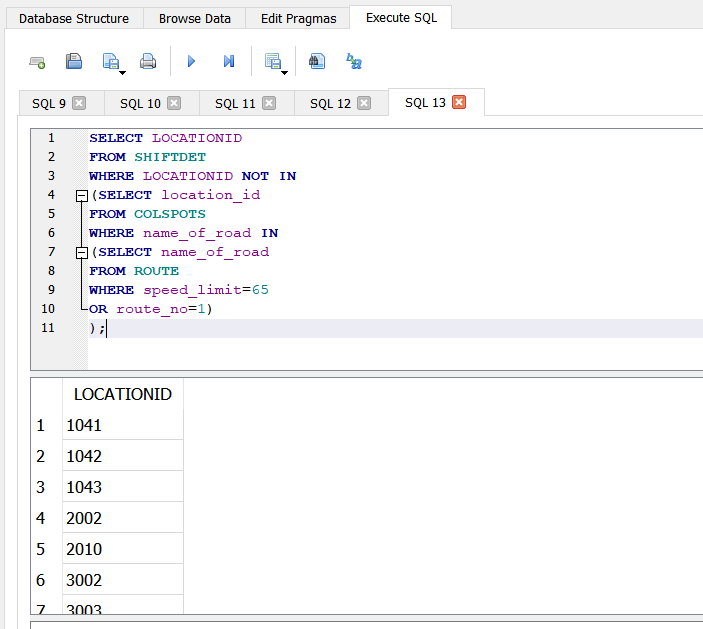 Database Structure Browse Data Edit Pragmas Execute SQL
SQL 9 SQL 10 SQL 11 SQL 12 SQL 13
1 SELECT LOCATIONID
2 FROM SHIFTDET
3 WHERE LOCATIONID NOT IN
4 (SELECT location_id
5 FROM COLSPOTS
6 WHERE name_of_road IN
7 (SELECT name_of_road
8 FROM ROUTE
9 WHERE speed_limit=65
10 OR route_no=1)
11 );
LOCATIONID
1 1041
2 1042
3 1043
4 2002
5 2010
6 3002
7 3003